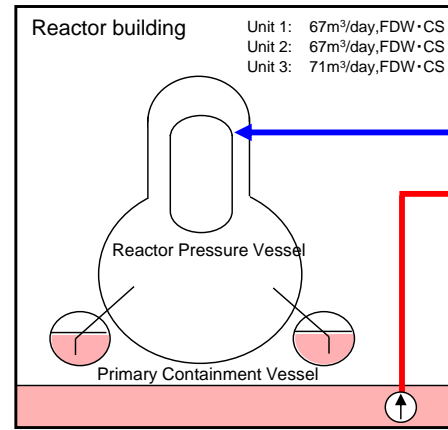 Reactor building
Unit 1: 67m³/day,FDW・CS
Unit 2: 67m³/day,FDW・CS
Unit 3: 71m³/day,FDW・CS
Reactor Pressure Vessel
Primary Containment Vessel